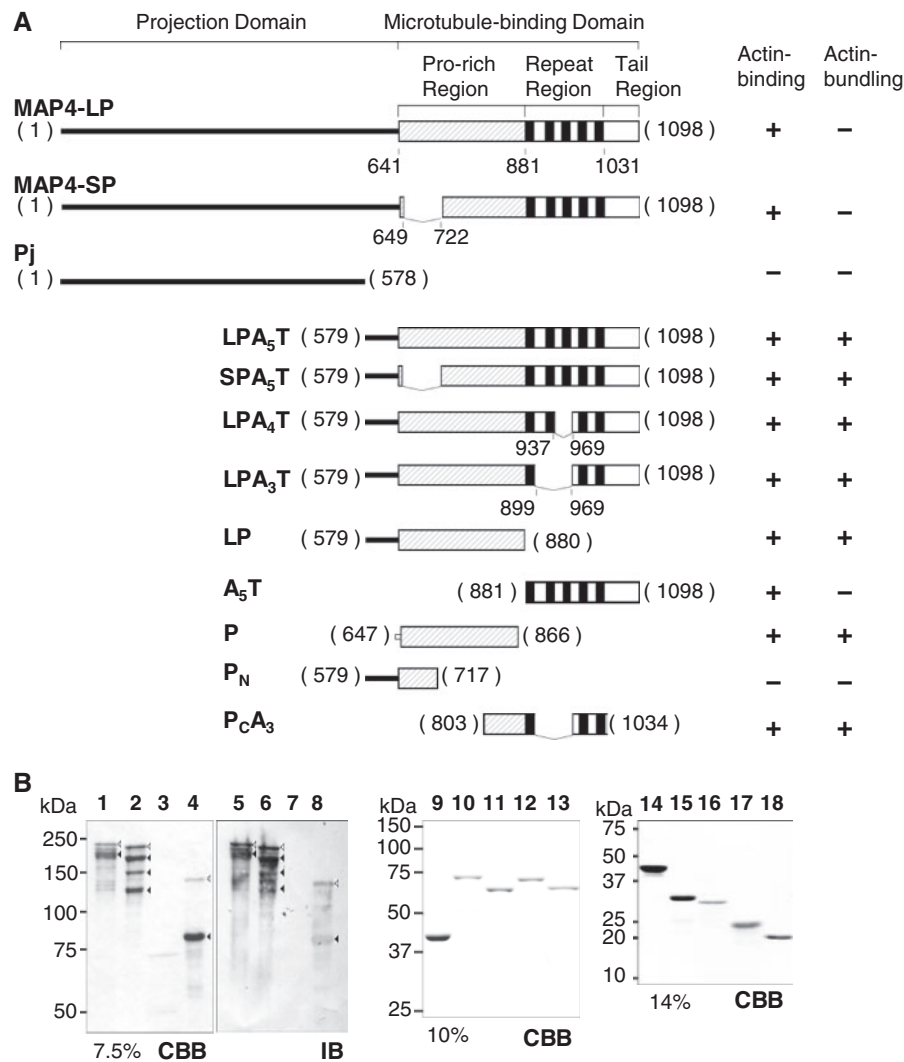 A
Projection Domain Microtubule-binding Domain
Pro-rich Region Repeat Region Tail Region
Actin-binding Actin-bundling
MAP4-LP
( 1 ) ( 1098 ) + −
641 881 1031
MAP4-SP
( 1 ) ( 1098 ) + −
649 722
Pj
( 1 ) ( 578 ) − −
LPA5T ( 579 ) ( 1098 ) + +
SPA5T ( 579 ) ( 1098 ) + +
LPA4T ( 579 ) ( 1098 ) + +
937 969
LPA3T ( 579 ) ( 1098 ) + +
899 969
LP ( 579 ) ( 880 ) + +
A5T ( 881 ) ( 1098 ) + −
P ( 647 ) ( 866 ) + +
PN ( 579 ) ( 717 ) − −
PCA3 ( 803 ) ( 1034 ) + +
B
kDa 1 2 3 4 5 6 7 8
250
150
100
75
50
7.5% CBB IB
kDa 9 10 11 12 13
150
100
75
50
37
25
10% CBB
kDa 14 15 16 17 18
75
50
37
25
20
10
14% CBB